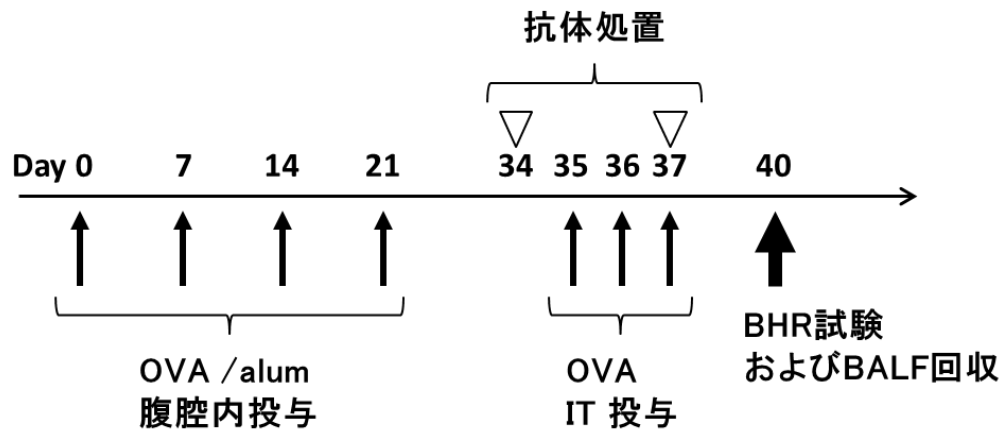 抗体処置
Day 0 7 14 21 34 35 36 37 40
OVA /alum
腹腔内投与
OVA
IT 投与
BHR試験
およびBALF回収